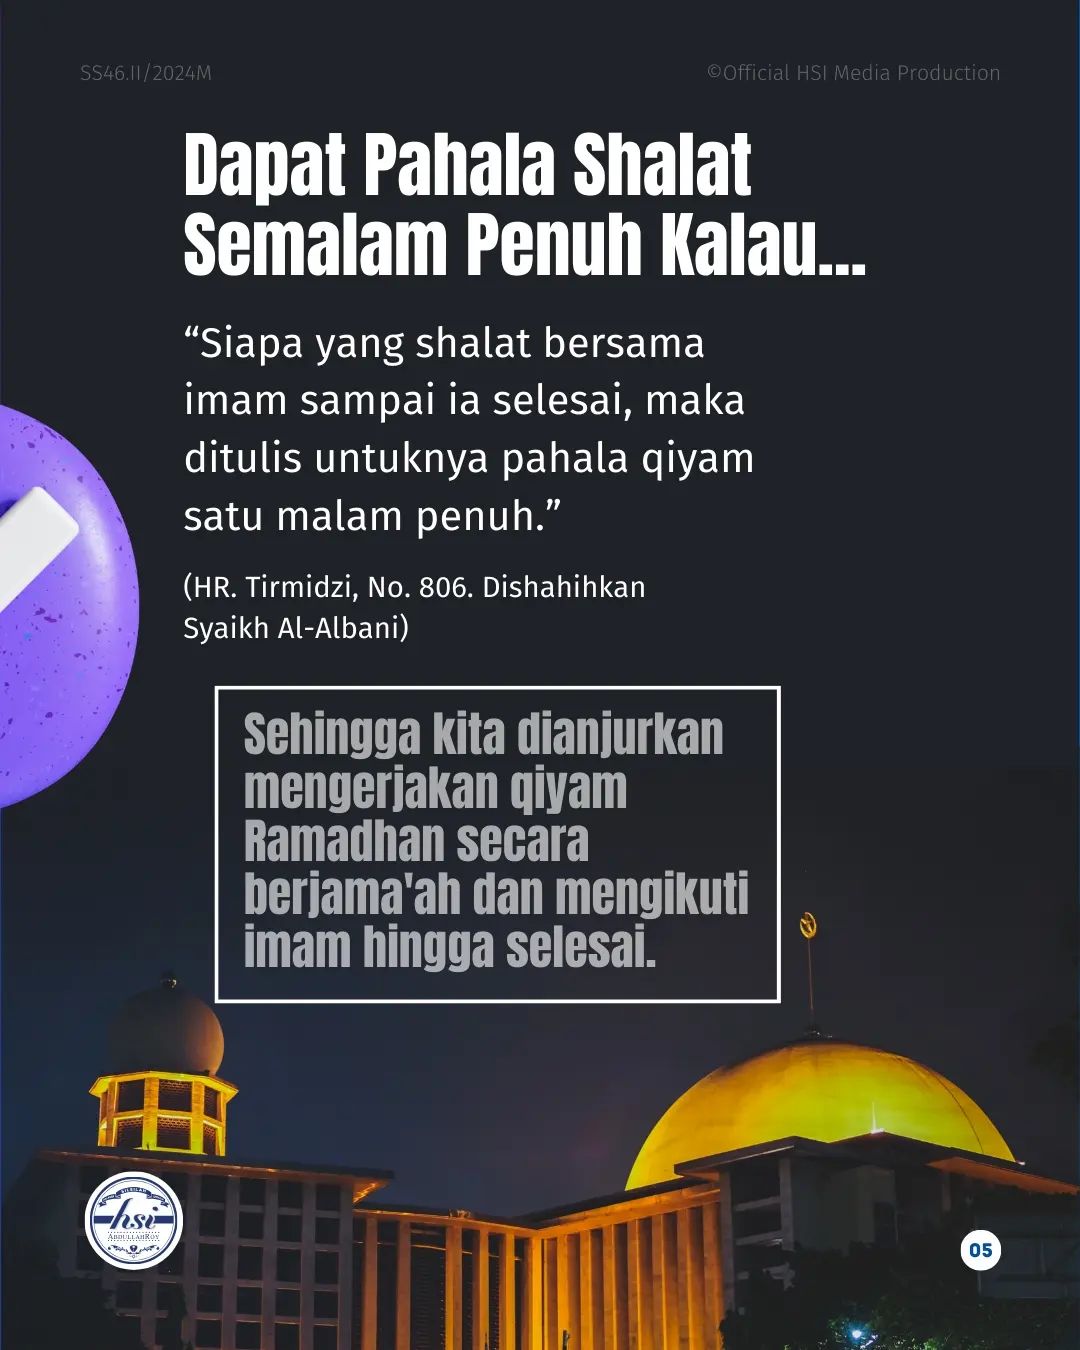 SS46.II/2024M
©Official HSI Media Production
Dapat Pahala Shalat
Semalam Penuh Kalau...
“Siapa yang shalat bersama
imam sampai ia selesai, maka
ditulis untuknya pahala qiyam
satu malam penuh.”
(HR. Tirmidzi, No. 806. Dishahihkan
Syaikh Al-Albani)
Sehingga kita dianjurkan
mengerjakan qiyam
Ramadhan secara
berjama'ah dan mengikuti
imam hingga selesai.
hsi
AbdullahRoy
05